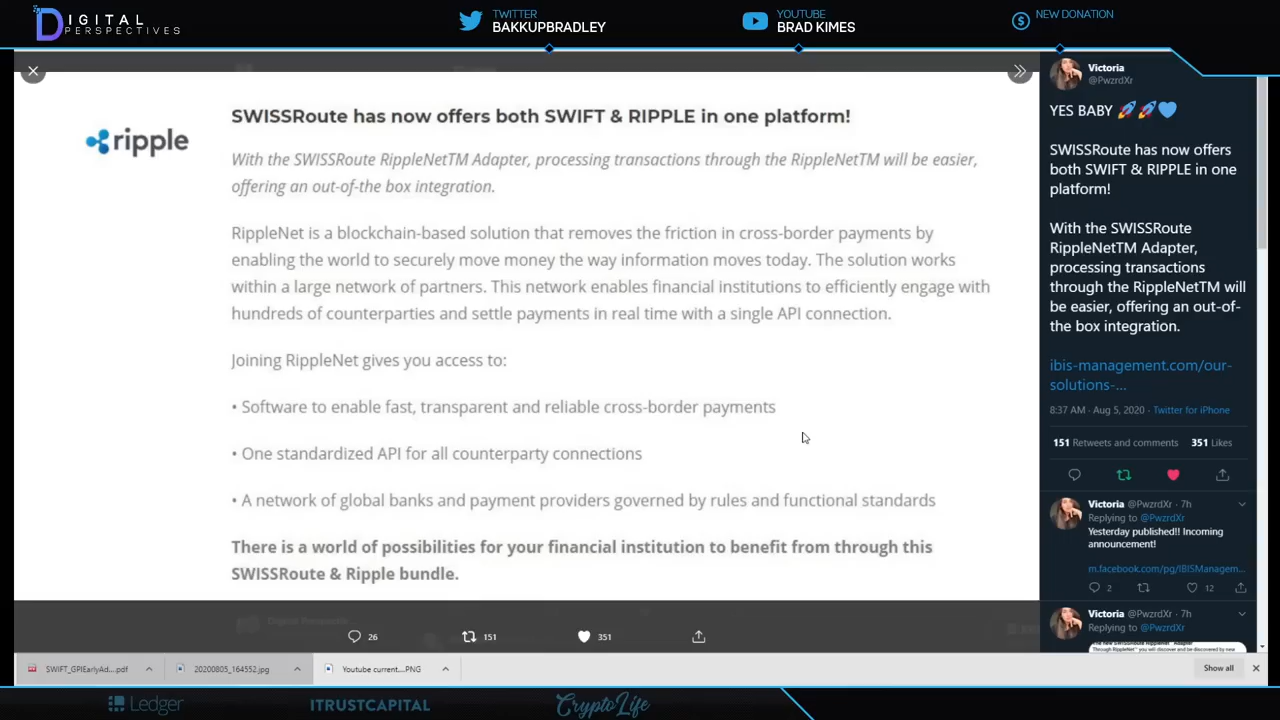 DIGITAL
PERSPECTIVES
TWITTER
BAKKUPBRADLEY
YOUTUBE
BRAD KIMES
NEW DONATION
ripple
SWISSRoute has now offers both SWIFT & RIPPLE in one platform!
With the SWISSRoute RippleNetTM Adapter, processing transactions through the RippleNetTM will be easier,
offering an out-of-the box integration.
RippleNet is a blockchain-based solution that removes the friction in cross-border payments by
enabling the world to securely move money the way information moves today. The solution works
within a large network of partners. This network enables financial institutions to efficiently engage with
hundreds of counterparties and settle payments in real time with a single API connection.
Joining RippleNet gives you access to:
• Software to enable fast, transparent and reliable cross-border payments
• One standardized API for all counterparty connections
• A network of global banks and payment providers governed by rules and functional standards
There is a world of possibilities for your financial institution to benefit from through this
SWISSRoute & Ripple bundle.
26
151
351
Victoria
@PwzrdXr
YES BABY 🚀🚀💙
SWISSRoute has now offers
both SWIFT & RIPPLE in one
platform!
With the SWISSRoute
RippleNetTM Adapter,
processing transactions
through the RippleNetTM will
be easier, offering an out-of-
the box integration.
ibis-management.com/our-
solutions-...
8:37 AM · Aug 5, 2020 · Twitter for iPhone
151 Retweets and comments 351 Likes
Victoria @PwzrdXr · 7h
Replying to @PwzrdXr
Yesterday published!! Incoming
announcement!
m.facebook.com/pg/IBISManagem...
2
12
Victoria @PwzrdXr · 7h
Replying to @PwzrdXr
Through RippleNet™ you will discover and be discovered by new
SWIFT_GPIEarlyAd....pdf
20200805_164552.jpg
Youtube current....PNG
Show all
Ledger
ITRUSTCAPITAL
CRYPTOLIFE